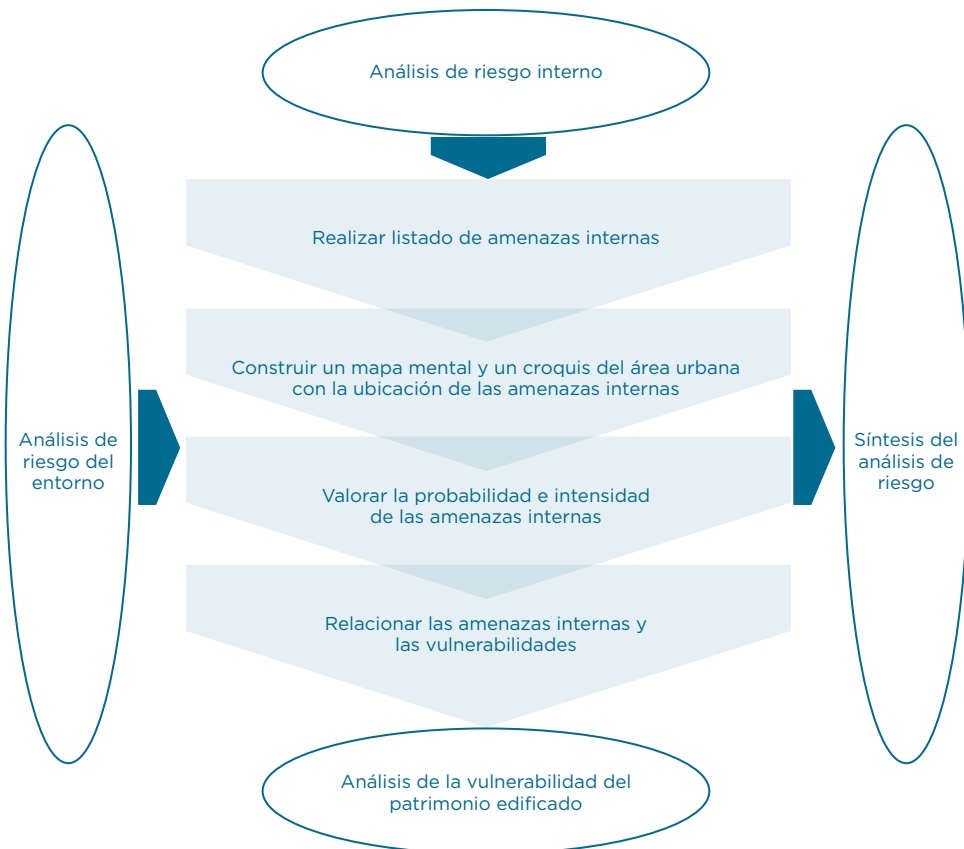 Análisis de riesgo interno
Realizar listado de amenazas internas
Construir un mapa mental y un croquis del área urbana
con la ubicación de las amenazas internas
Análisis de
riesgo del
entorno
Síntesis del
análisis de
riesgo
Valorar la probabilidad e intensidad
de las amenazas internas
Relacionar las amenazas internas y
las vulnerabilidades
Análisis de la vulnerabilidad del
patrimonio edificado